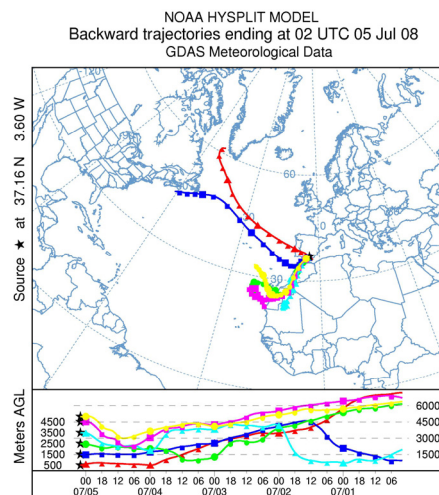 NOAA HYSPLIT MODEL
Backward trajectories ending at 02 UTC 05 Jul 08
GDAS Meteorological Data
Source ★ at 37.16 N 3.60 W
60
30
Meters AGL
4500
3500
2500
1500
500
6000
4500
3000
1500
00 18 12 06 00 18 12 06 00 18 12 06 00 18 12 06 00 18 12 06
07/05 07/04 07/03 07/02 07/01